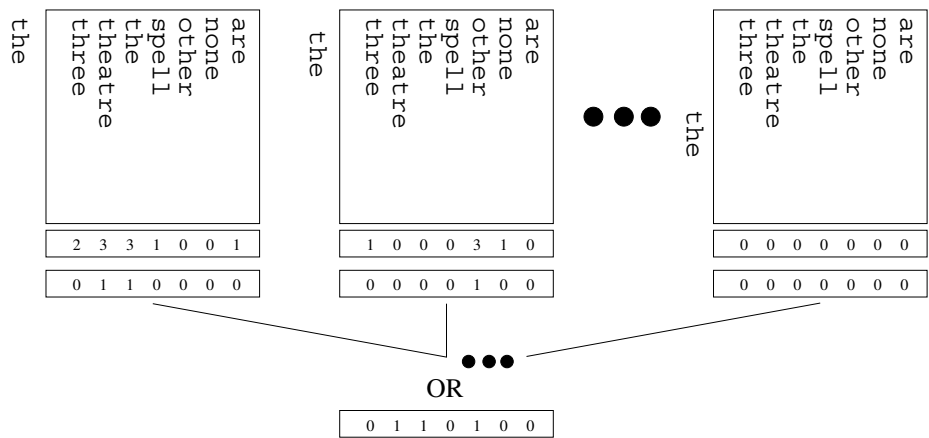 are
none
other
spell
the
theatre
three
the
are
none
other
spell
the
theatre
three
the
are
none
other
spell
the
theatre
three
the
2 3 3 1 0 0 1
1 0 0 0 3 1 0
0 0 0 0 0 0 0
0 1 1 0 0 0 0
0 0 0 0 1 0 0
0 0 0 0 0 0 0
OR
0 1 1 0 1 0 0